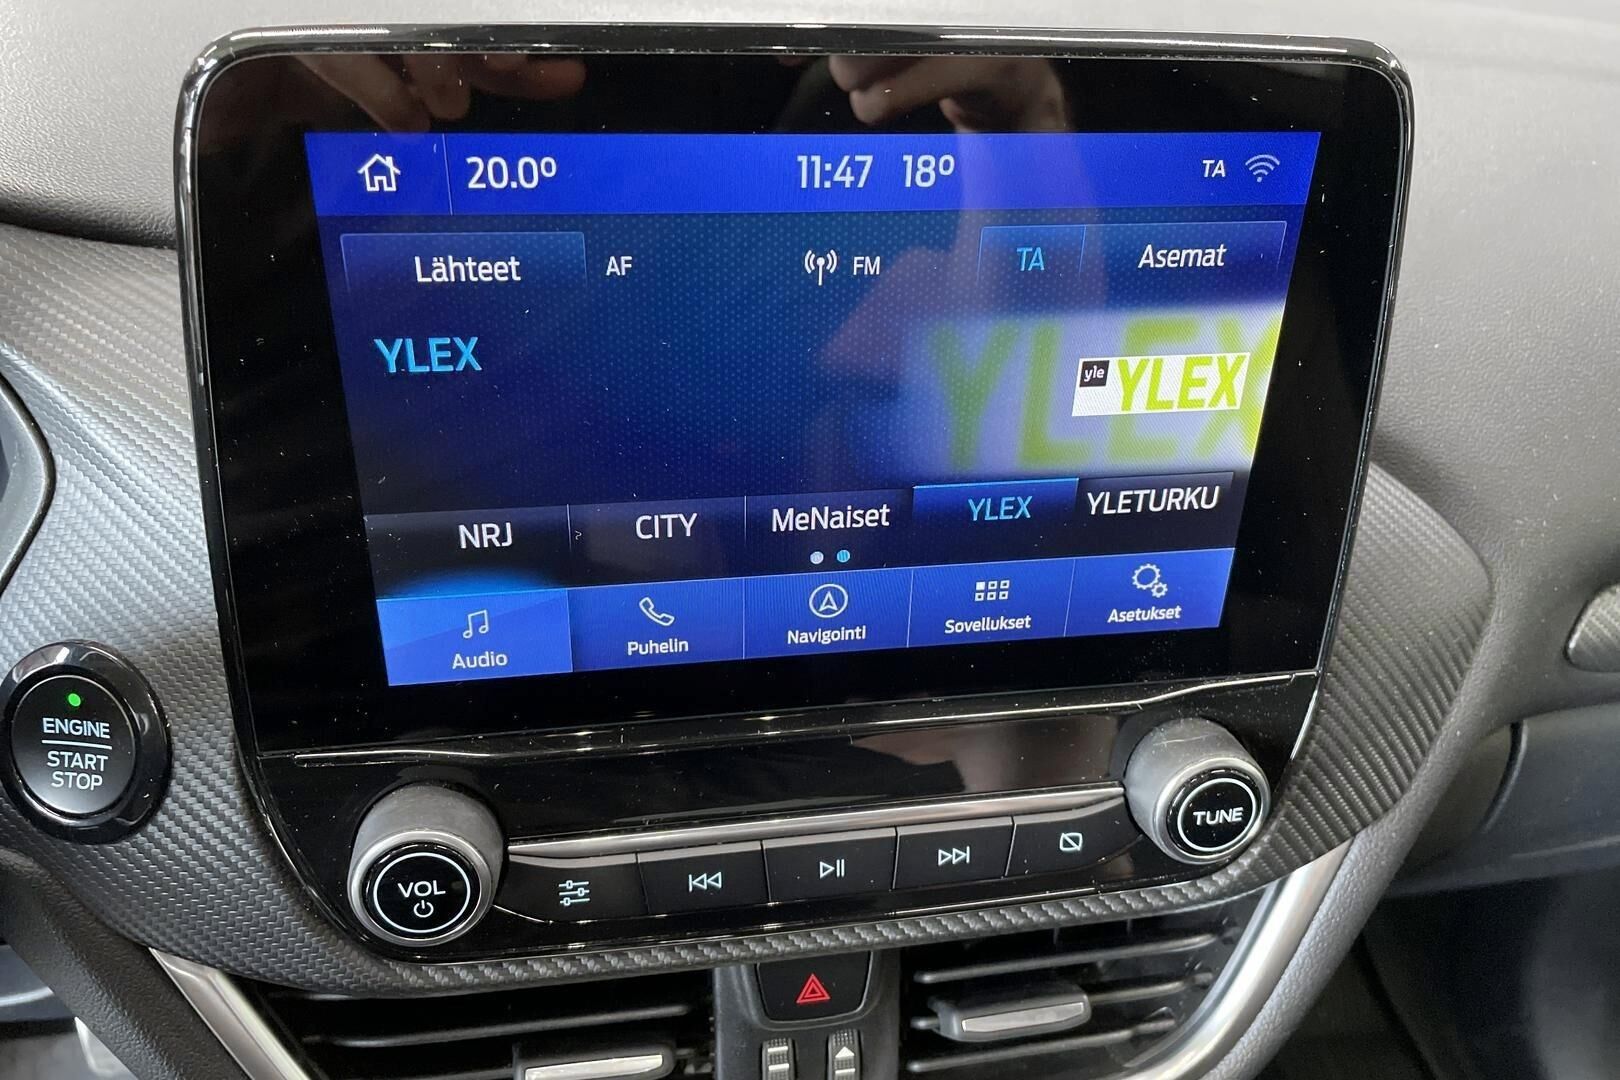 20.0° 11:47 18° TA
Lähteet AF FM TA Asemat
YLEX
yle YLEX
YLEX
NRJ CITY MeNaiset YLEX YLETURKU
Audio Puhelin Navigointi Sovellukset Asetukset
ENGINE
START
STOP
VOL
TUNE